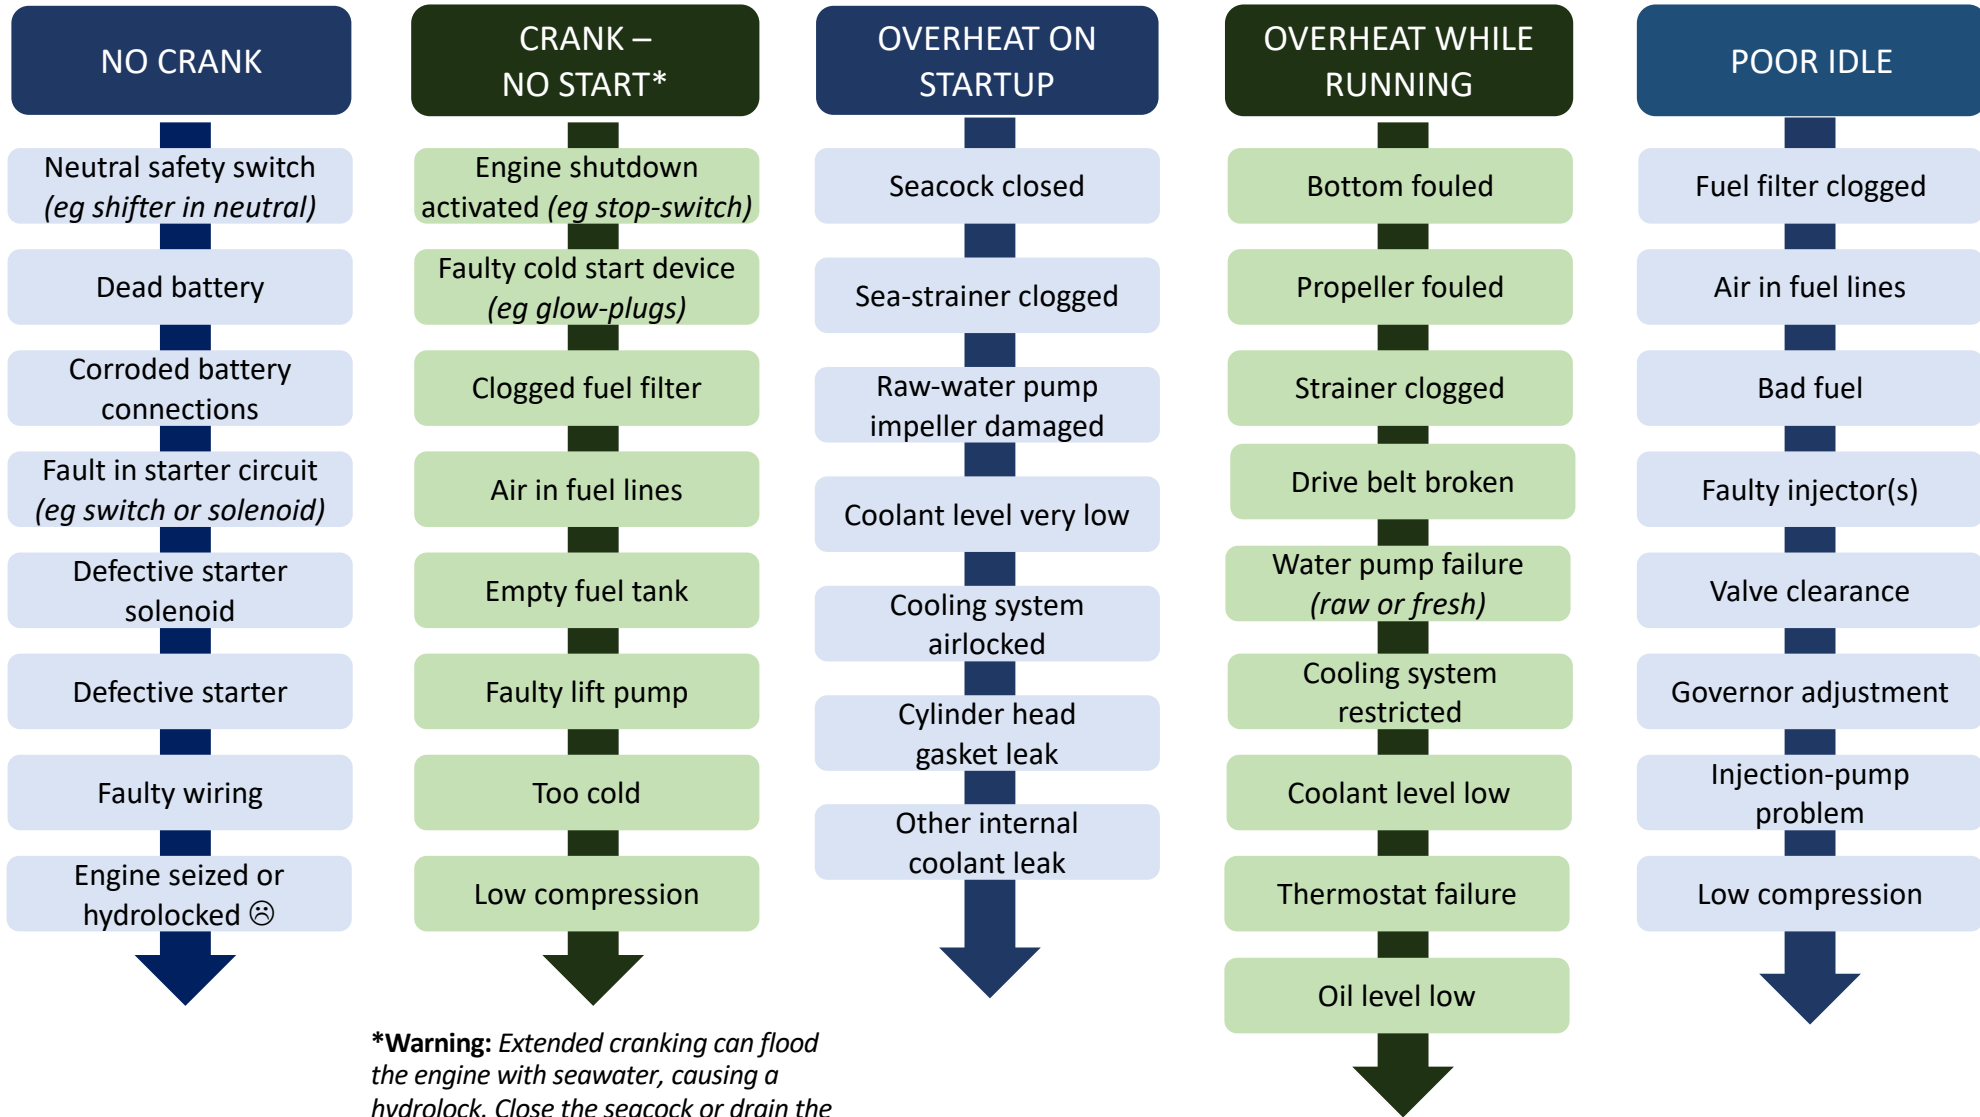 NO CRANK
Neutral safety switch
(eg shifter in neutral)
Dead battery
Corroded battery
connections
Fault in starter circuit
(eg switch or solenoid)
Defective starter
solenoid
Defective starter
Faulty wiring
Engine seized or
hydrolocked ☹
CRANK –
NO START*
Engine shutdown
activated (eg stop-switch)
Faulty cold start device
(eg glow-plugs)
Clogged fuel filter
Air in fuel lines
Empty fuel tank
Faulty lift pump
Too cold
Low compression
*Warning: Extended cranking can flood
the engine with seawater, causing a
hydrolock. Close the seacock or drain the
OVERHEAT ON
STARTUP
Seacock closed
Sea-strainer clogged
Raw-water pump
impeller damaged
Coolant level very low
Cooling system
airlocked
Cylinder head
gasket leak
Other internal
coolant leak
OVERHEAT WHILE
RUNNING
Bottom fouled
Propeller fouled
Strainer clogged
Drive belt broken
Water pump failure
(raw or fresh)
Cooling system
restricted
Coolant level low
Thermostat failure
Oil level low
POOR IDLE
Fuel filter clogged
Air in fuel lines
Bad fuel
Faulty injector(s)
Valve clearance
Governor adjustment
Injection-pump
problem
Low compression